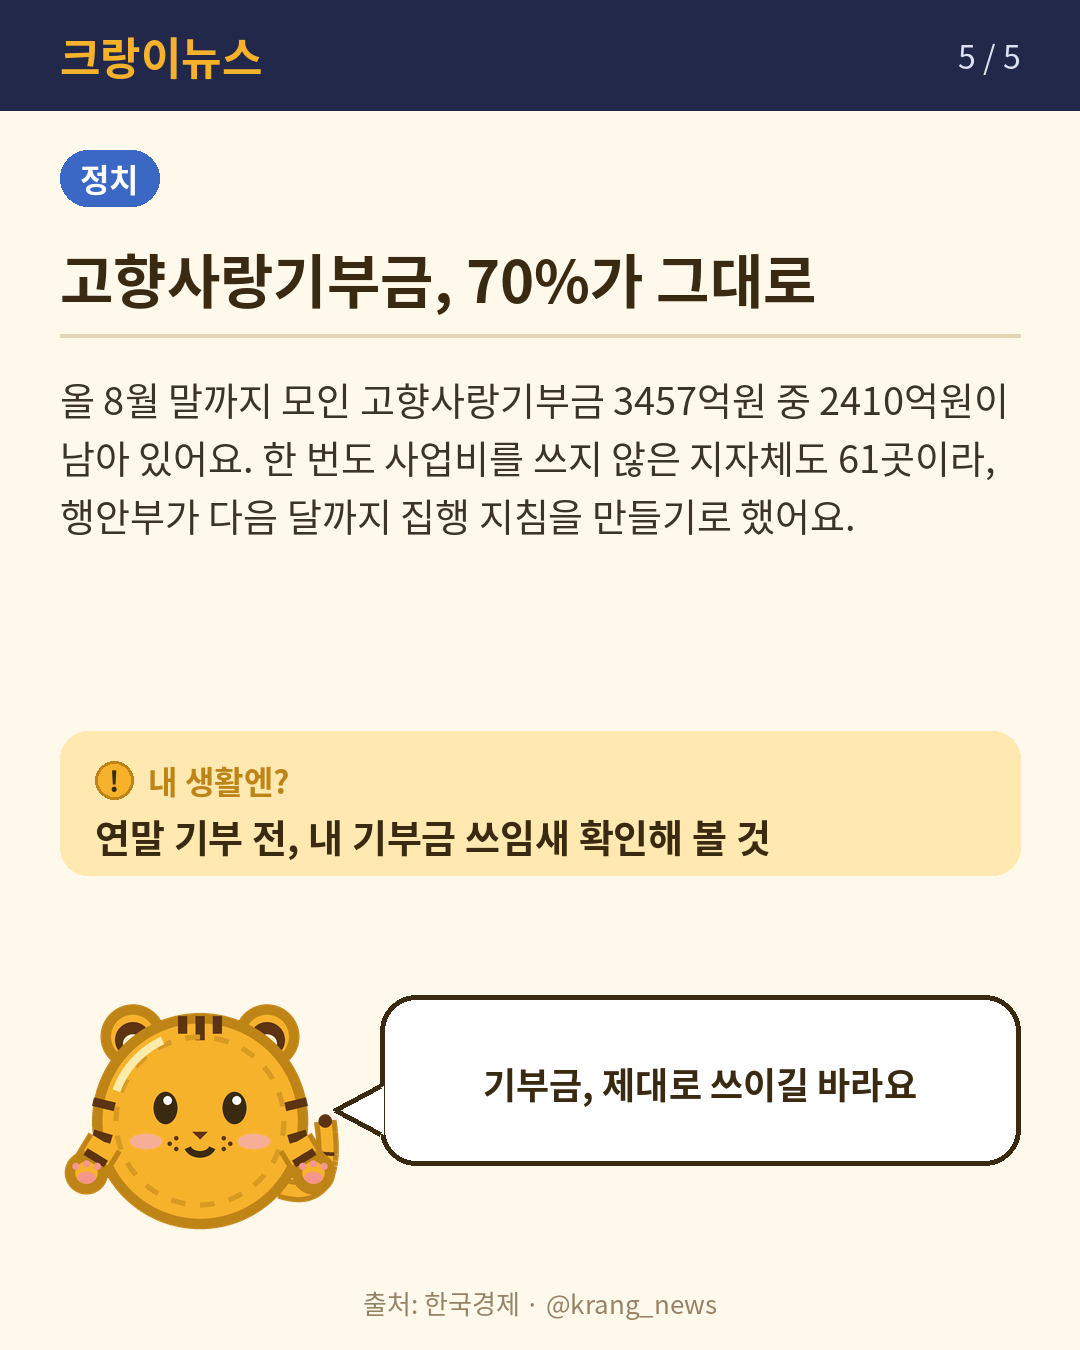 크랑이뉴스
5 / 5
정치
고향사랑기부금, 70%가 그대로
올 8월 말까지 모인 고향사랑기부금 3457억원 중 2410억원이
남아 있어요. 한 번도 사업비를 쓰지 않은 지자체도 61곳이라,
행안부가 다음 달까지 집행 지침을 만들기로 했어요.
! 내 생활엔?
연말 기부 전, 내 기부금 쓰임새 확인해 볼 것
기부금, 제대로 쓰이길 바라요
출처: 한국경제 · @krang_news